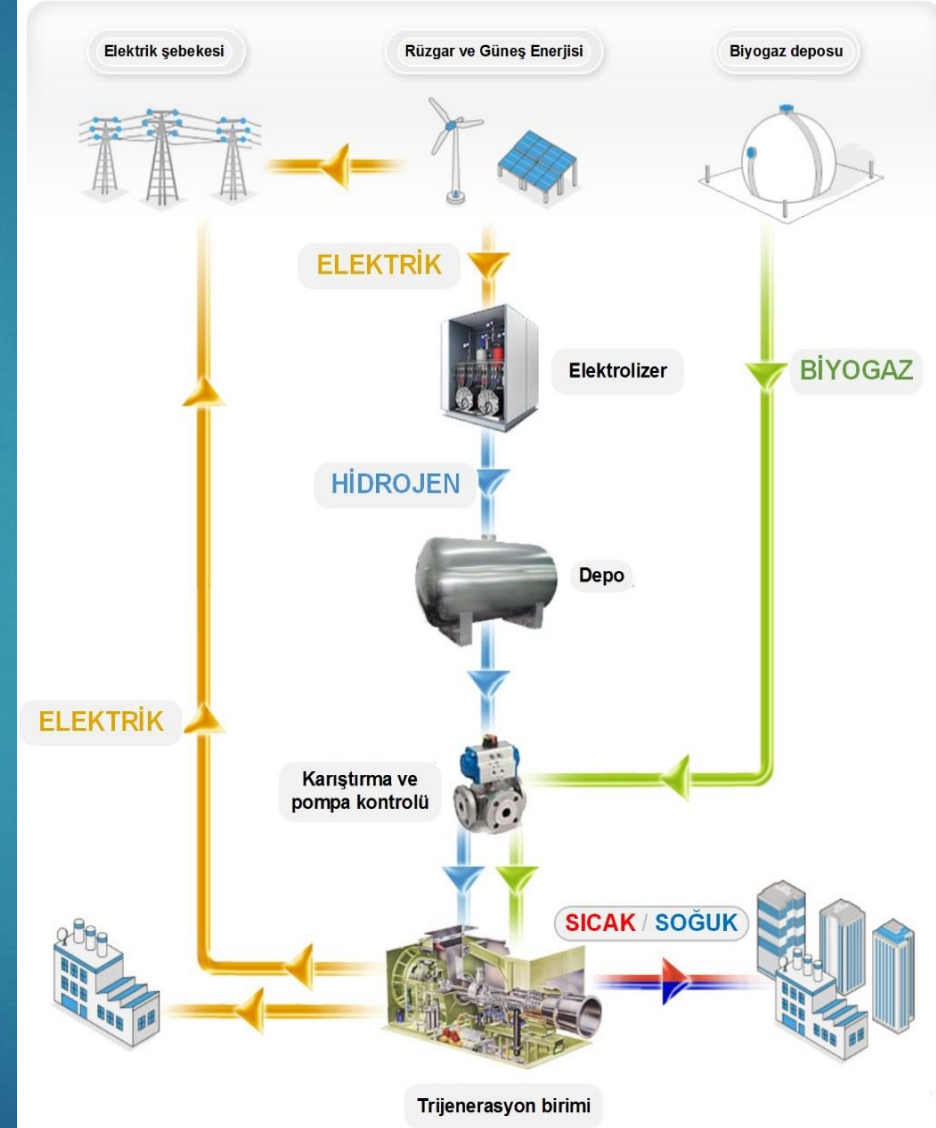 Elektrik şebekesi
Rüzgar ve Güneş Enerjisi
Biyogaz deposu
ELEKTRİK
Elektrolizer
BİYOGAZ
HİDROJEN
Depo
ELEKTRİK
Karıştırma ve
pompa kontrolü
SICAK / SOĞUK
Trijenerasyon birimi